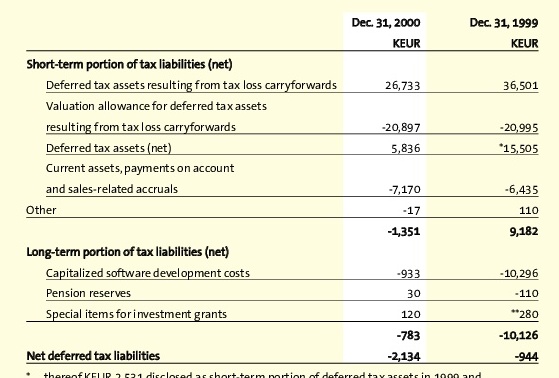 Dec. 31, 2000 Dec. 31, 1999
KEUR KEUR
Short-term portion of tax liabilities (net)
Deferred tax assets resulting from tax loss carryforwards 26,733 36,501
Valuation allowance for deferred tax assets
resulting from tax loss carryforwards -20,897 -20,995
Deferred tax assets (net) 5,836 *15,505
Current assets, payments on account
and sales-related accruals -7,170 -6,435
Other -17 110
-1,351 9,182
Long-term portion of tax liabilities (net)
Capitalized software development costs -933 -10,296
Pension reserves 30 -110
Special items for investment grants 120 **280
-783 -10,126
Net deferred tax liabilities -2,134 -944
* thereof KEUR 2,531 disclosed as short-term portion of deferred tax assets in 1999 and